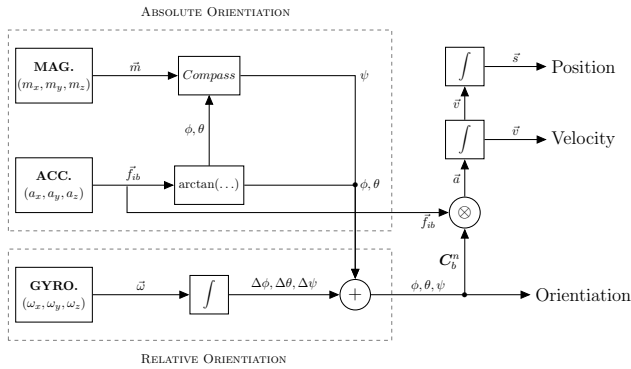 ABSOLUTE ORIENTATION
MAG.
(m_x, m_y, m_z)
m⃗
Compass
ψ
∫
s⃗
Position
v⃗
ϕ, θ
∫
v⃗
Velocity
ACC.
(a_x, a_y, a_z)
f⃗_ib
arctan(...)
ϕ, θ
a⃗
⊗
f⃗_ib
C_b^m
GYRO.
(ω_x, ω_y, ω_z)
ω⃗
∫
Δϕ, Δθ, Δψ
+
ϕ, θ, ψ
Orientiation
RELATIVE ORIENTATION